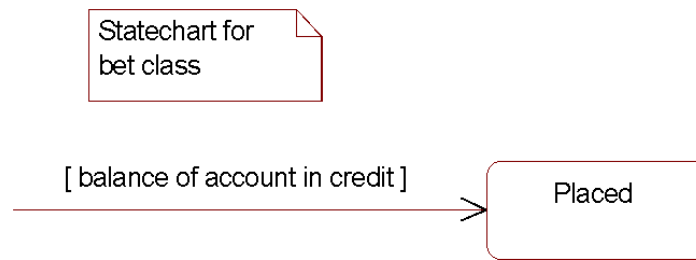 Statechart for
bet class
[ balance of account in credit ]
Placed